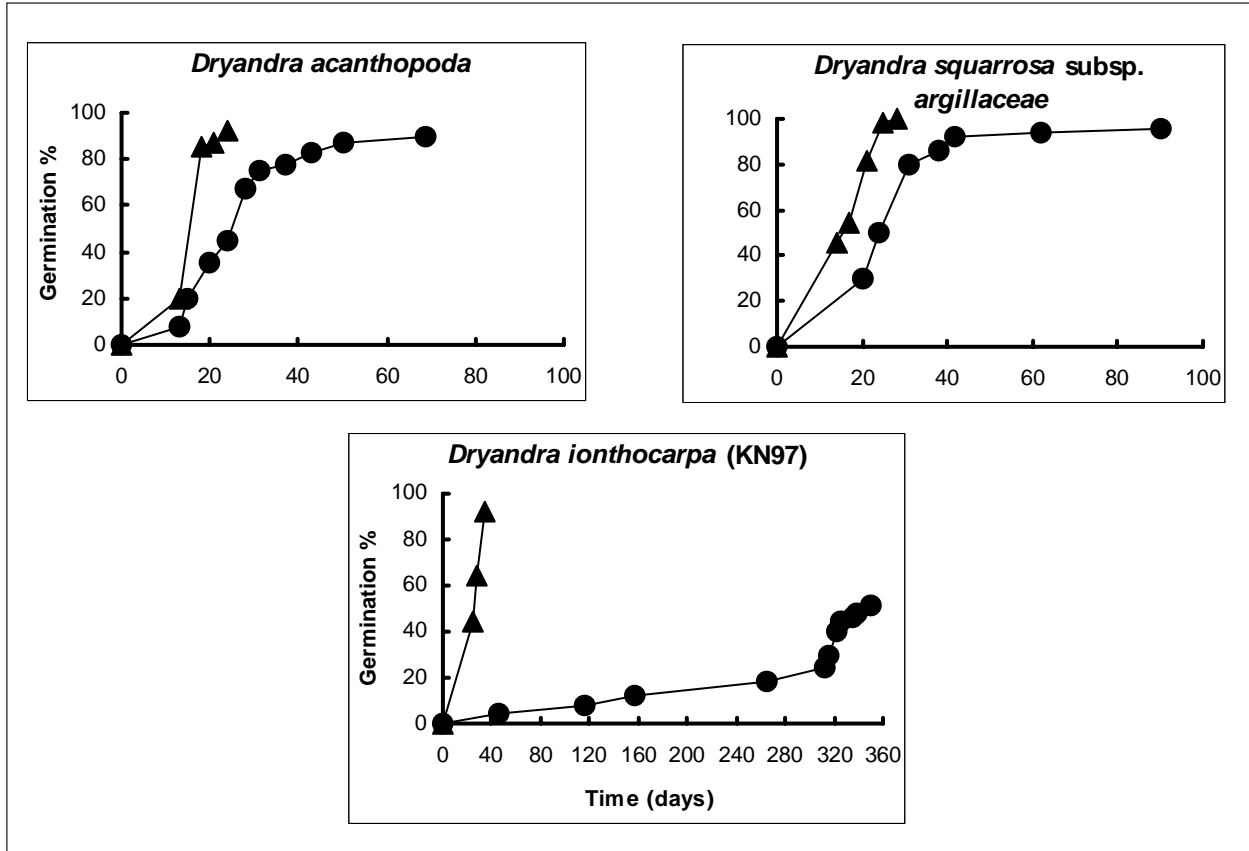 Dryandra acanthopoda
100
80
60
40
20
0
Germination %
0 20 40 60 80 100
Dryandra squarrosa subsp.
argillaceae
100
80
60
40
20
0
0 20 40 60 80 100
Dryandra ionthocarpa (KN97)
100
80
60
40
20
0
Germination %
0 40 80 120 160 200 240 280 320 360
Time (days)